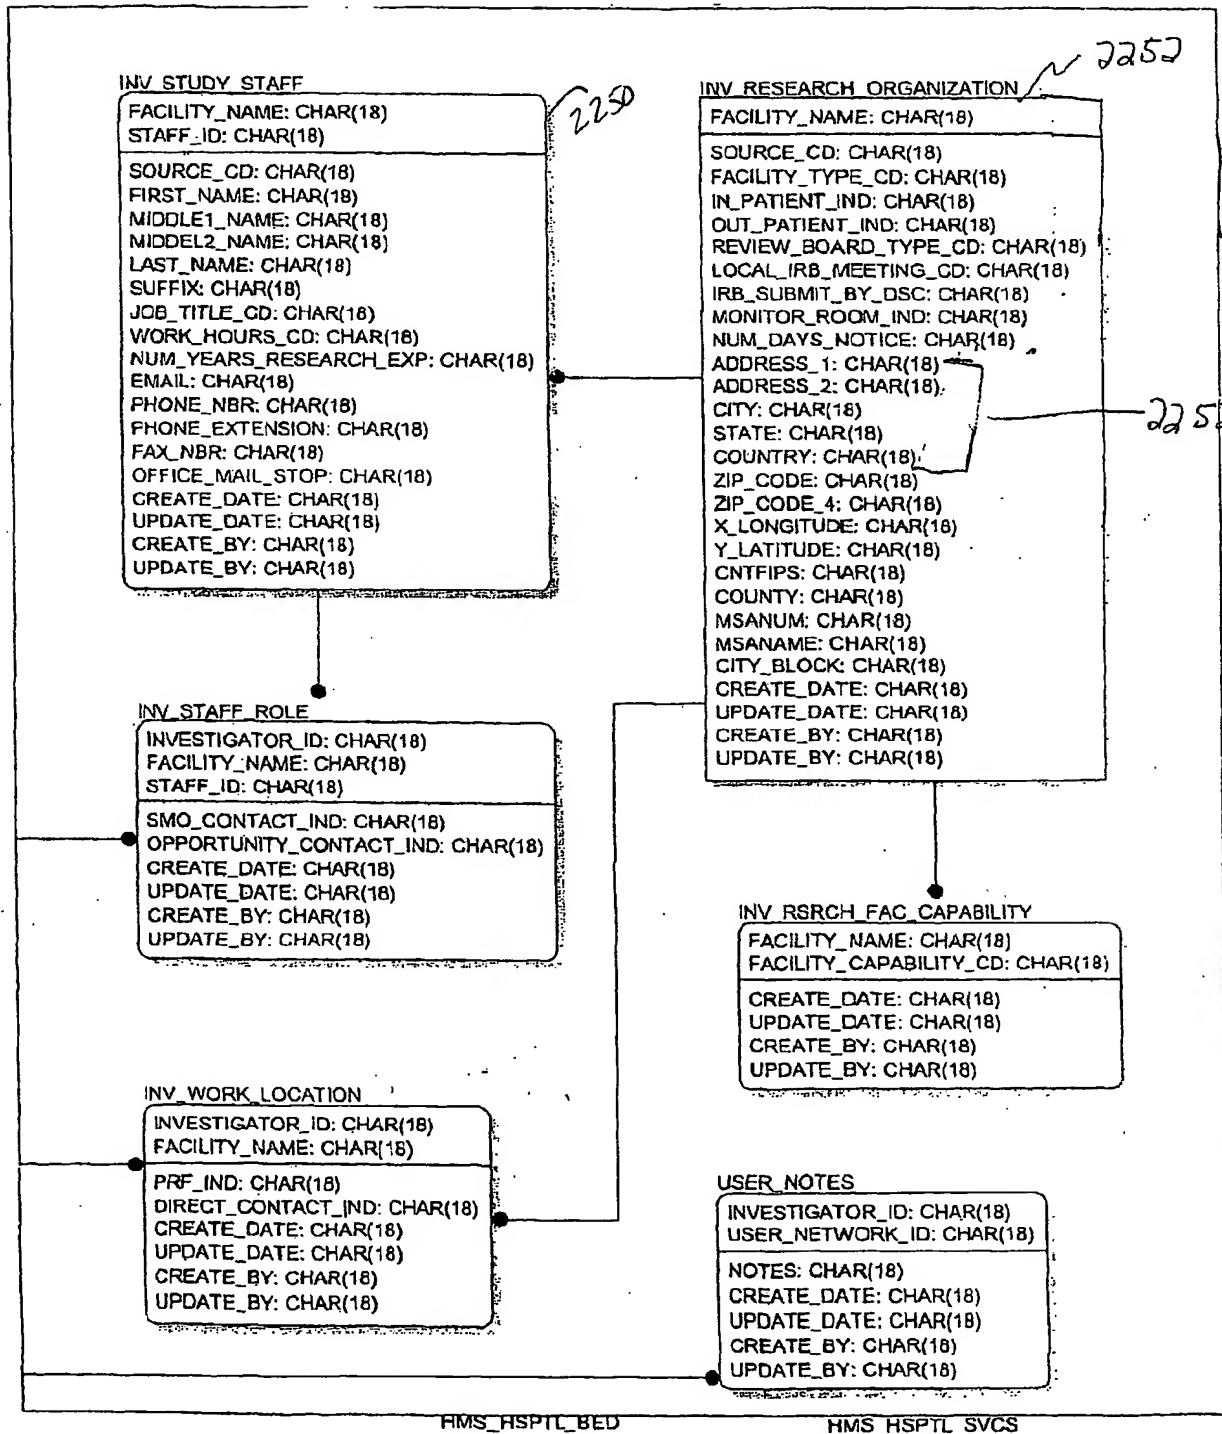 INV_STUDY_STAFF
2250
FACILITY_NAME: CHAR(18)
STAFF_ID: CHAR(18)
SOURCE_CD: CHAR(18)
FIRST_NAME: CHAR(18)
MIDDLE1_NAME: CHAR(18)
MIDDEL2_NAME: CHAR(18)
LAST_NAME: CHAR(18)
SUFFIX: CHAR(18)
JOB_TITLE_CD: CHAR(18)
WORK_HOURS_CD: CHAR(18)
NUM_YEARS_RESEARCH_EXP: CHAR(18)
EMAIL: CHAR(18)
PHONE_NBR: CHAR(18)
PHONE_EXTENSION: CHAR(18)
FAX_NBR: CHAR(18)
OFFICE_MAIL_STOP: CHAR(18)
CREATE_DATE: CHAR(18)
UPDATE_DATE: CHAR(18)
CREATE_BY: CHAR(18)
UPDATE_BY: CHAR(18)
INV_RESEARCH_ORGANIZATION
2252
FACILITY_NAME: CHAR(18)
SOURCE_CD: CHAR(18)
FACILITY_TYPE_CD: CHAR(18)
IN_PATIENT_IND: CHAR(18)
OUT_PATIENT_IND: CHAR(18)
REVIEW_BOARD_TYPE_CD: CHAR(18)
LOCAL_IRB_MEETING_CD: CHAR(18)
IRB_SUBMIT_BY_DSC: CHAR(18)
MONITOR_ROOM_IND: CHAR(18)
NUM_DAYS_NOTICE: CHAR(18)
ADDRESS_1: CHAR(18)
ADDRESS_2: CHAR(18)
CITY: CHAR(18)
STATE: CHAR(18)
COUNTRY: CHAR(18)
ZIP_CODE: CHAR(18)
ZIP_CODE_4: CHAR(18)
X_LONGITUDE: CHAR(18)
Y_LATITUDE: CHAR(18)
CNTFIPS: CHAR(18)
COUNTY: CHAR(18)
MSANUM: CHAR(18)
MSANAME: CHAR(18)
CITY_BLOCK: CHAR(18)
CREATE_DATE: CHAR(18)
UPDATE_DATE: CHAR(18)
CREATE_BY: CHAR(18)
UPDATE_BY: CHAR(18)
INV_STAFF_ROLE
INVESTIGATOR_ID: CHAR(18)
FACILITY_NAME: CHAR(18)
STAFF_ID: CHAR(18)
SMO_CONTACT_IND: CHAR(18)
OPPORTUNITY_CONTACT_IND: CHAR(18)
CREATE_DATE: CHAR(18)
UPDATE_DATE: CHAR(18)
CREATE_BY: CHAR(18)
UPDATE_BY: CHAR(18)
INV_RSRCH_FAC_CAPABILITY
FACILITY_NAME: CHAR(18)
FACILITY_CAPABILITY_CD: CHAR(18)
CREATE_DATE: CHAR(18)
UPDATE_DATE: CHAR(18)
CREATE_BY: CHAR(18)
UPDATE_BY: CHAR(18)
INV_WORK_LOCATION
INVESTIGATOR_ID: CHAR(18)
FACILITY_NAME: CHAR(18)
PRF_IND: CHAR(18)
DIRECT_CONTACT_IND: CHAR(18)
CREATE_DATE: CHAR(18)
UPDATE_DATE: CHAR(18)
CREATE_BY: CHAR(18)
UPDATE_BY: CHAR(18)
USER_NOTES
INVESTIGATOR_ID: CHAR(18)
USER_NETWORK_ID: CHAR(18)
NOTES: CHAR(18)
CREATE_DATE: CHAR(18)
UPDATE_DATE: CHAR(18)
CREATE_BY: CHAR(18)
UPDATE_BY: CHAR(18)
HMS_HSPTL_BED
HMS_HSPTL_SVCS